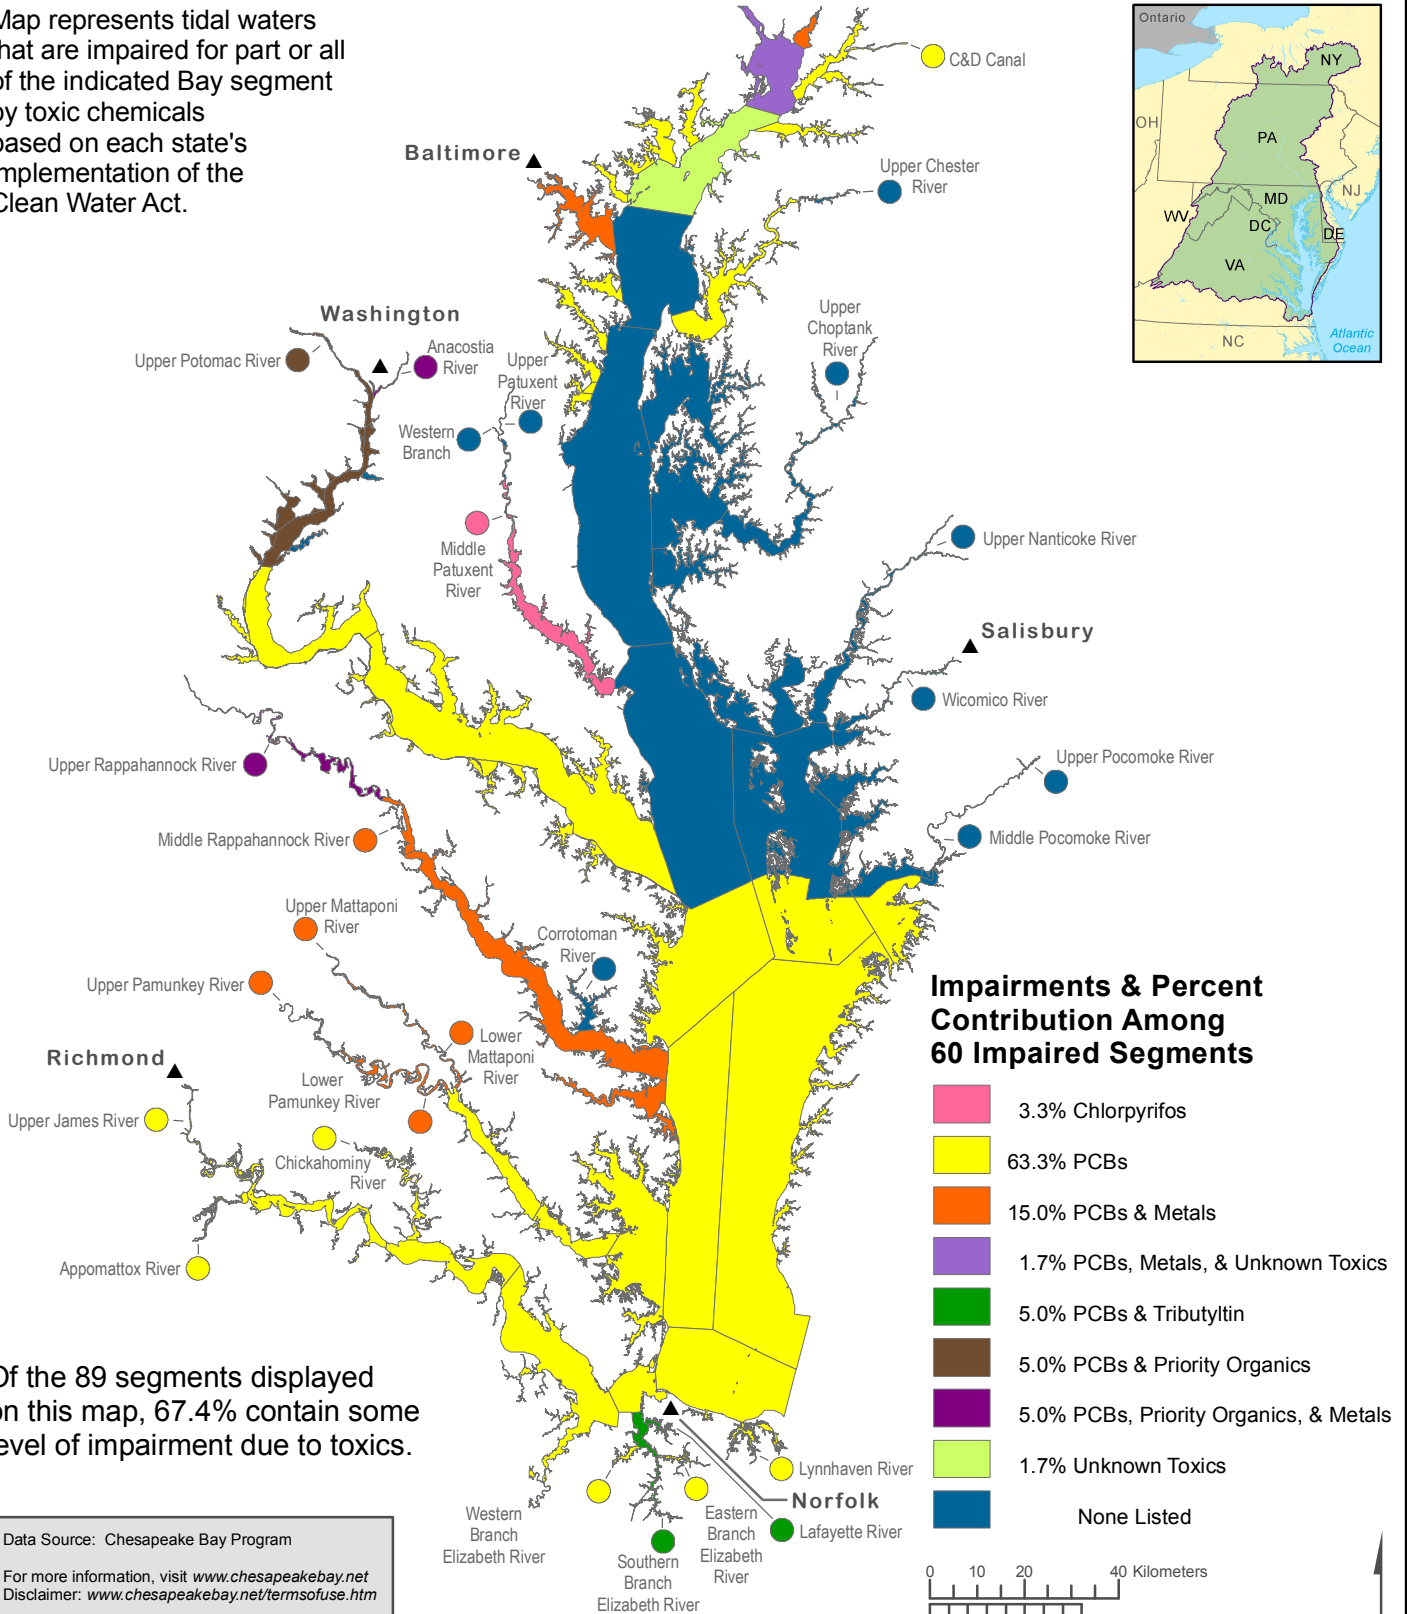 Map represents tidal waters
that are impaired for part or all
of the indicated Bay segment
by toxic chemicals
based on each state's
implementation of the
Clean Water Act.
Ontario
NY
OH
PA
NJ
MD
WV
DC
DE
VA
NC
Atlantic
Ocean
C&D Canal
Baltimore
Upper Chester
River
Washington
Upper Potomac River
Anacostia
River
Upper
Patuxent
River
Upper
Choptank
River
Western
Branch
Middle
Patuxent
River
Upper Nanticoke River
Salisbury
Wicomico River
Upper Rappahannock River
Upper Pocomoke River
Middle Rappahannock River
Middle Pocomoke River
Upper Mattaponi
River
Corrotoman
River
Upper Pamunkey River
Lower
Mattaponi
River
Richmond
Lower
Pamunkey River
Upper James River
Chickahominy
River
Appomattox River
Impairments & Percent
Contribution Among
60 Impaired Segments
3.3% Chlorpyrifos
63.3% PCBs
15.0% PCBs & Metals
1.7% PCBs, Metals, & Unknown Toxics
5.0% PCBs & Tributyltin
5.0% PCBs & Priority Organics
5.0% PCBs, Priority Organics, & Metals
1.7% Unknown Toxics
None Listed
Of the 89 segments displayed
on this map, 67.4% contain some
level of impairment due to toxics.
Lynnhaven River
Norfolk
Lafayette River
Western
Branch
Elizabeth River
Eastern
Branch
Elizabeth
River
Southern
Branch
Elizabeth River
Data Source: Chesapeake Bay Program
For more information, visit www.chesapeakebay.net
Disclaimer: www.chesapeakebay.net/termsofuse.htm
0 10 20 40 Kilometers